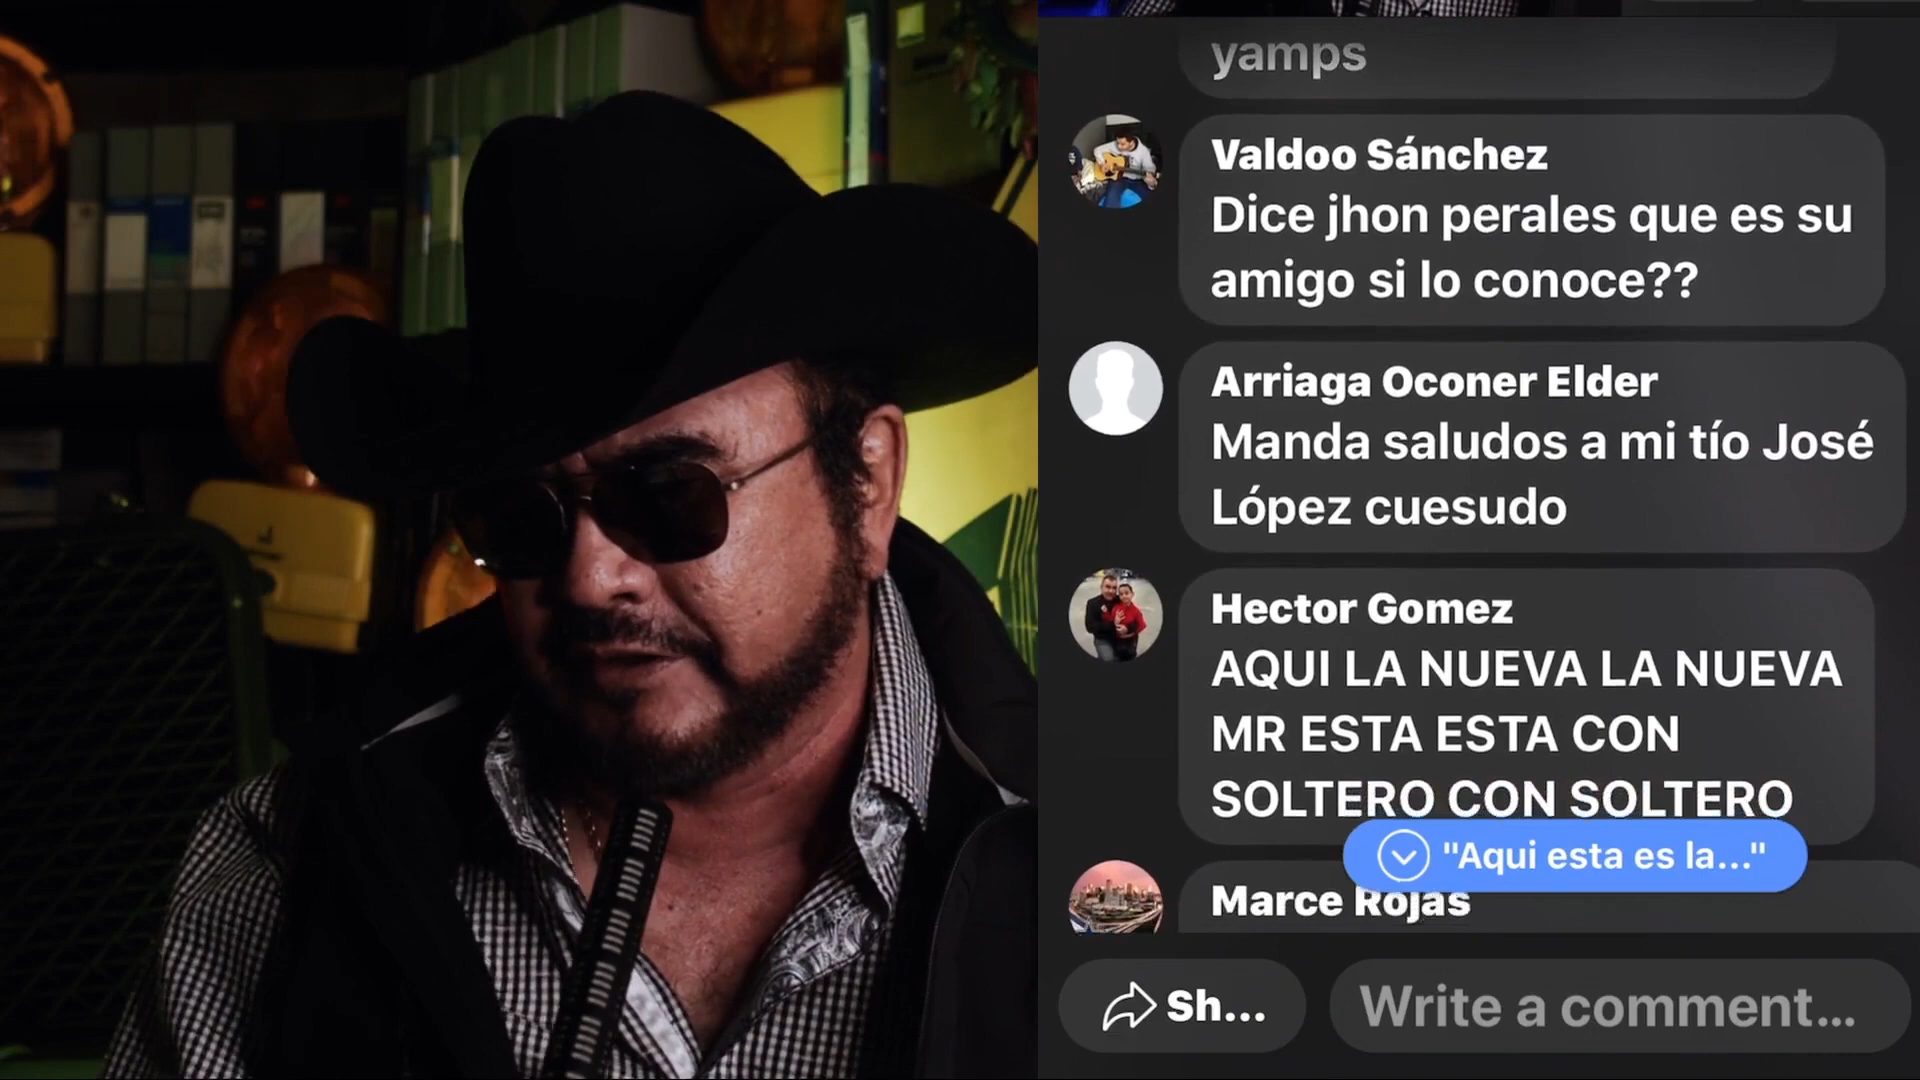 yamps
Valdoo Sánchez
Dice jhon perales que es su
amigo si lo conoce??
Arriaga Oconer Elder
Manda saludos a mi tío José
López cuesudo
Hector Gomez
AQUI LA NUEVA LA NUEVA
MR ESTA ESTA CON
SOLTERO CON SOLTERO
"Aqui esta es la..."
Marce Rojas
Sh...
Write a comment...